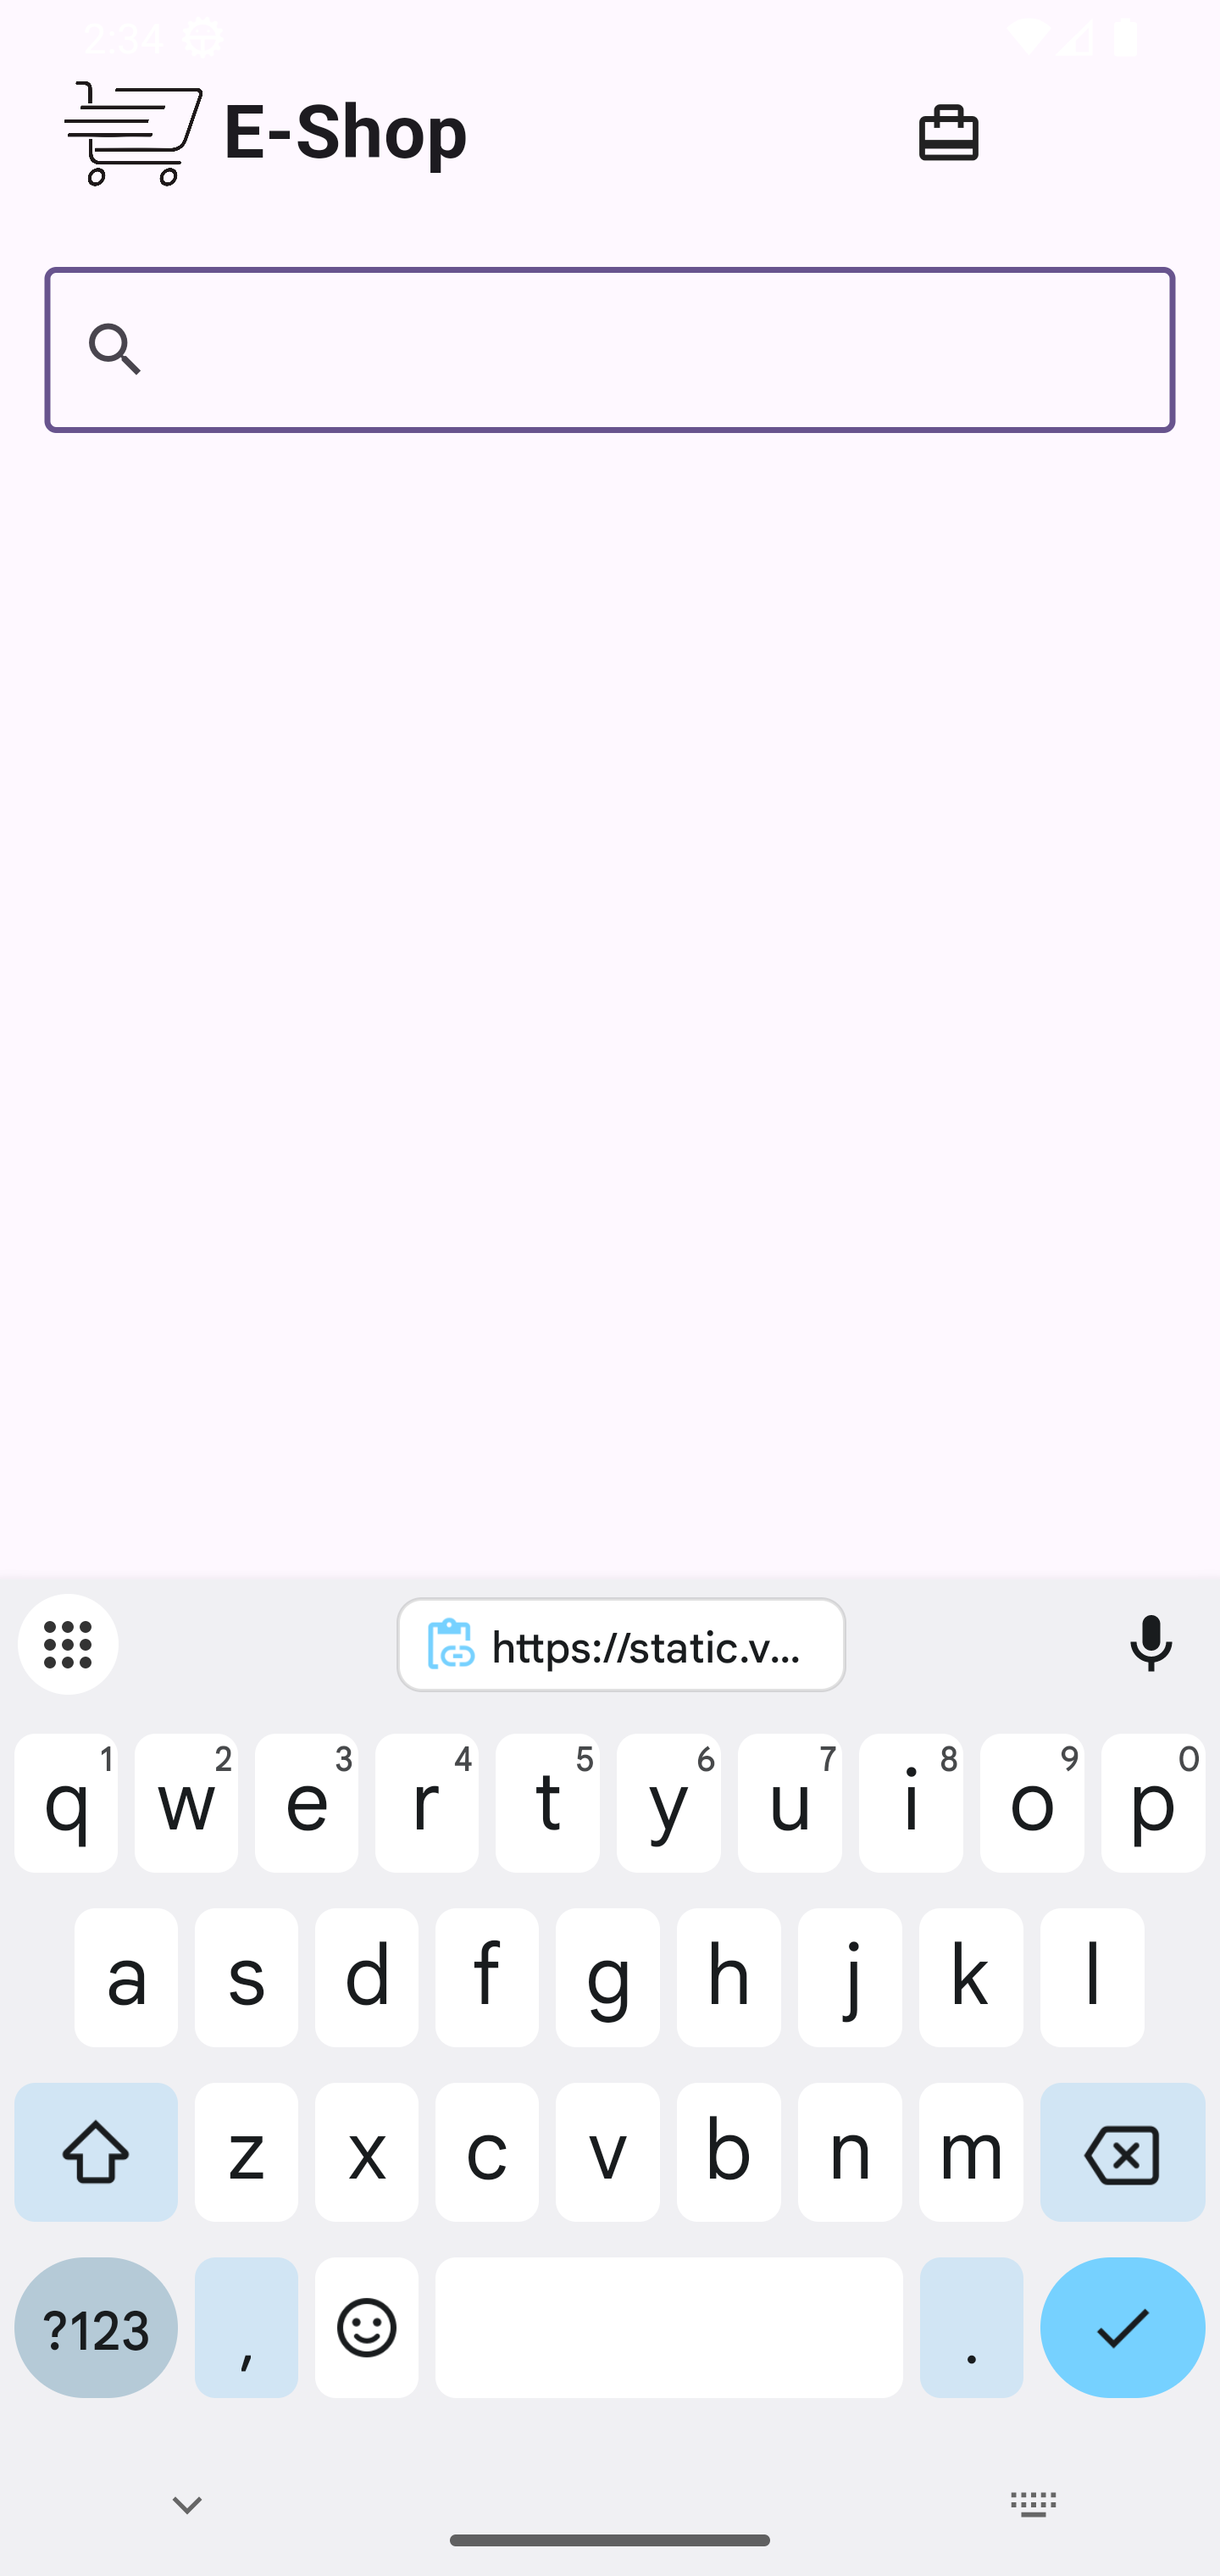 2:34
E-Shop
https://static.v...
1 2 3 4 5 6 7 8 9 0
q w e r t y u i o p
a s d f g h j k l
z x c v b n m
?123 , .